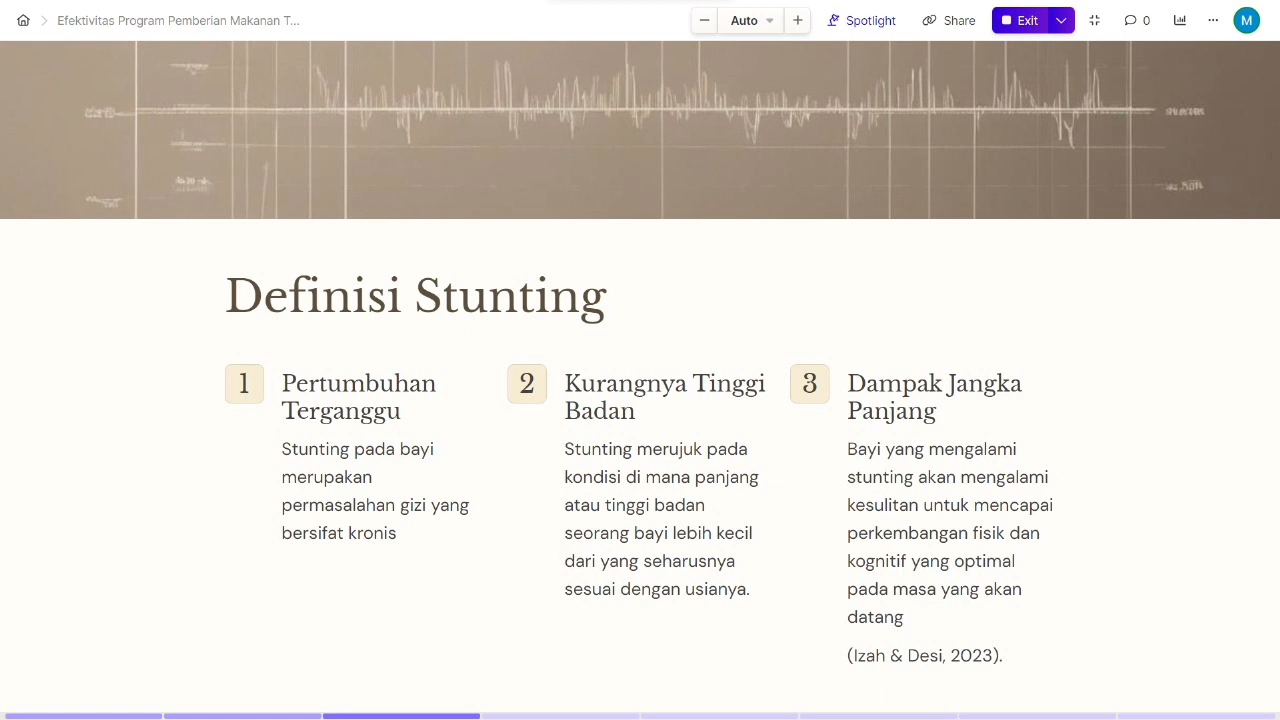 Efektivitas Program Pemberian Makanan T...
Auto
Spotlight
Share
Exit
0
M
Definisi Stunting
1
Pertumbuhan
Terganggu
Stunting pada bayi
merupakan
permasalahan gizi yang
bersifat kronis
2
Kurangnya Tinggi
Badan
Stunting merujuk pada
kondisi di mana panjang
atau tinggi badan
seorang bayi lebih kecil
dari yang seharusnya
sesuai dengan usianya.
3
Dampak Jangka
Panjang
Bayi yang mengalami
stunting akan mengalami
kesulitan untuk mencapai
perkembangan fisik dan
kognitif yang optimal
pada masa yang akan
datang
(Izah & Desi, 2023).